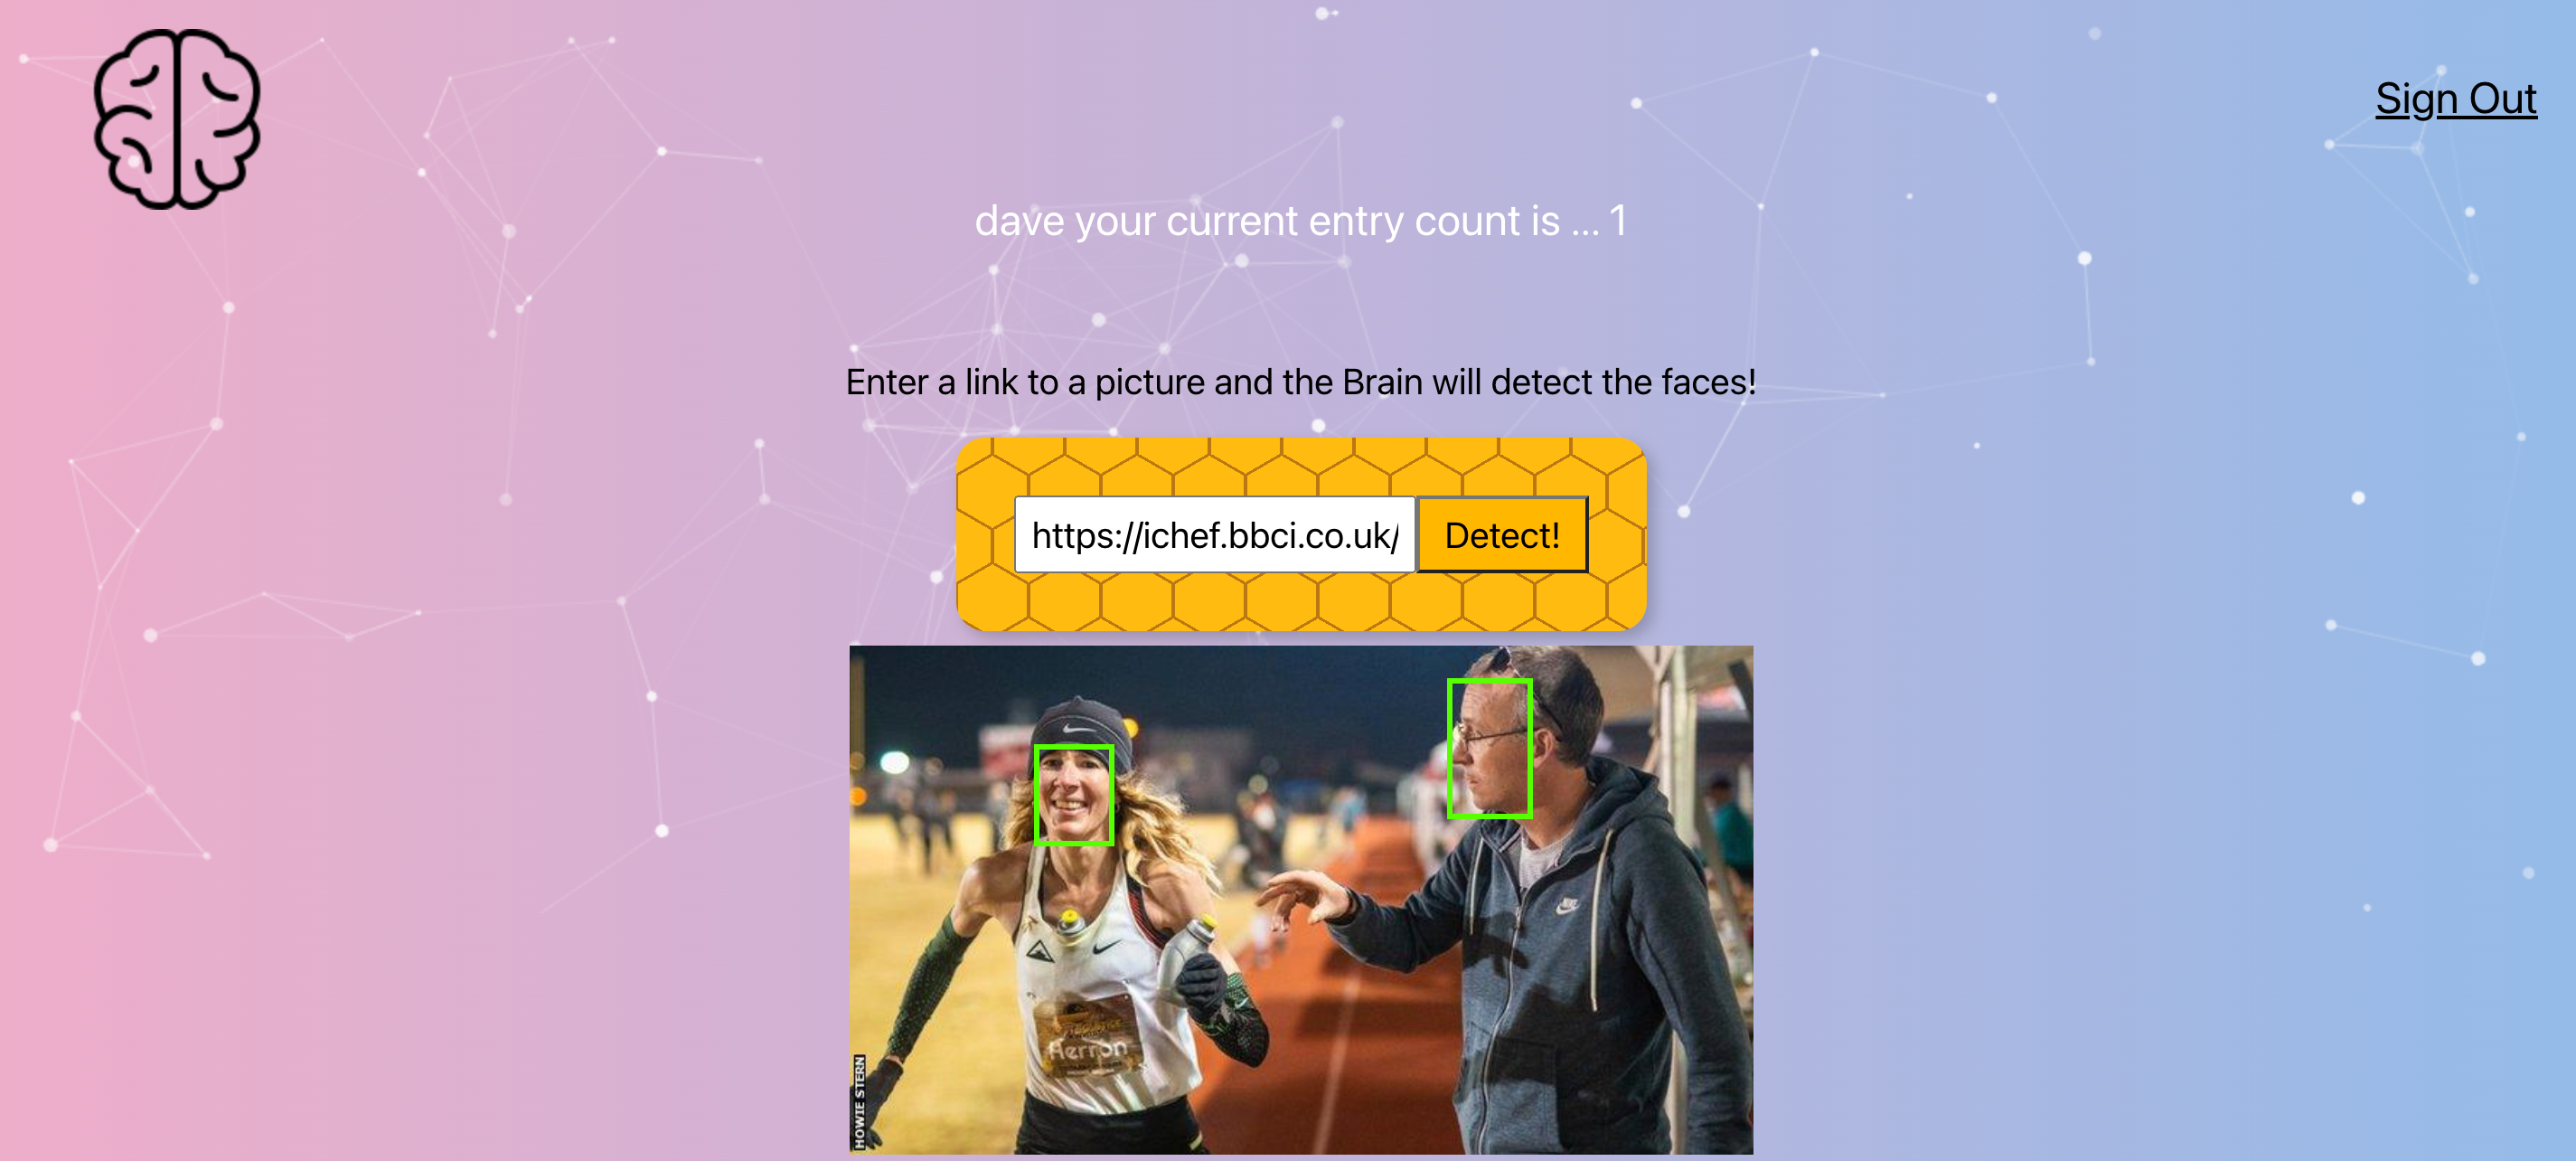 Sign Out
dave your current entry count is ... 1
Enter a link to a picture and the Brain will detect the faces!
https://ichef.bbci.co.uk/
Detect!
Herron
HOWIE STERN